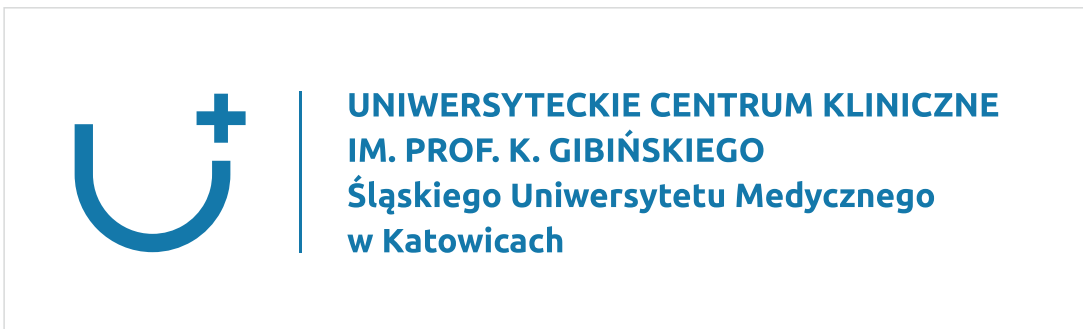 UNIWERSYTECKIE CENTRUM KLINICZNE
IM. PROF. K. GIBIŃSKIEGO
Śląskiego Uniwersytetu Medycznego
w Katowicach